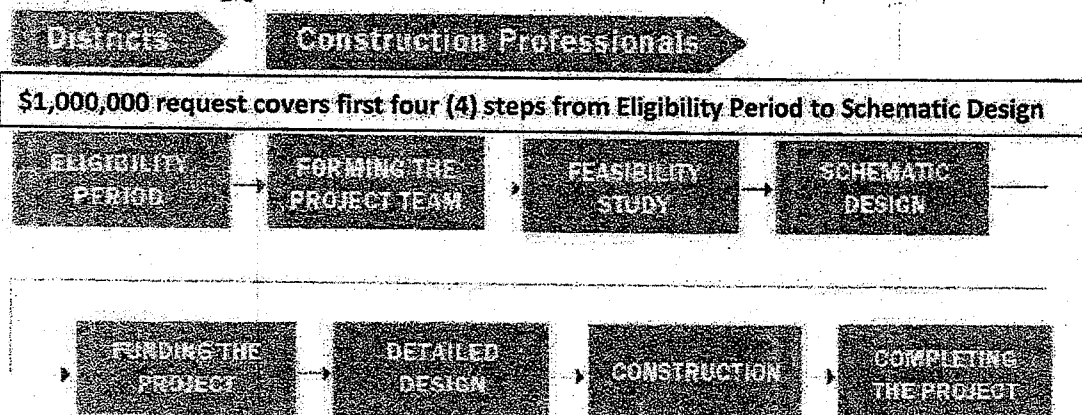 Districts
Construction Professionals
$1,000,000 request covers first four (4) steps from Eligibility Period to Schematic Design
ELIGIBILITY
PERIOD
FORMING THE
PROJECT TEAM
FEASIBILITY
STUDY
SCHEMATIC
DESIGN
FUNDING THE
PROJECT
DETAILED
DESIGN
CONSTRUCTION
COMPLETING
THE PROJECT